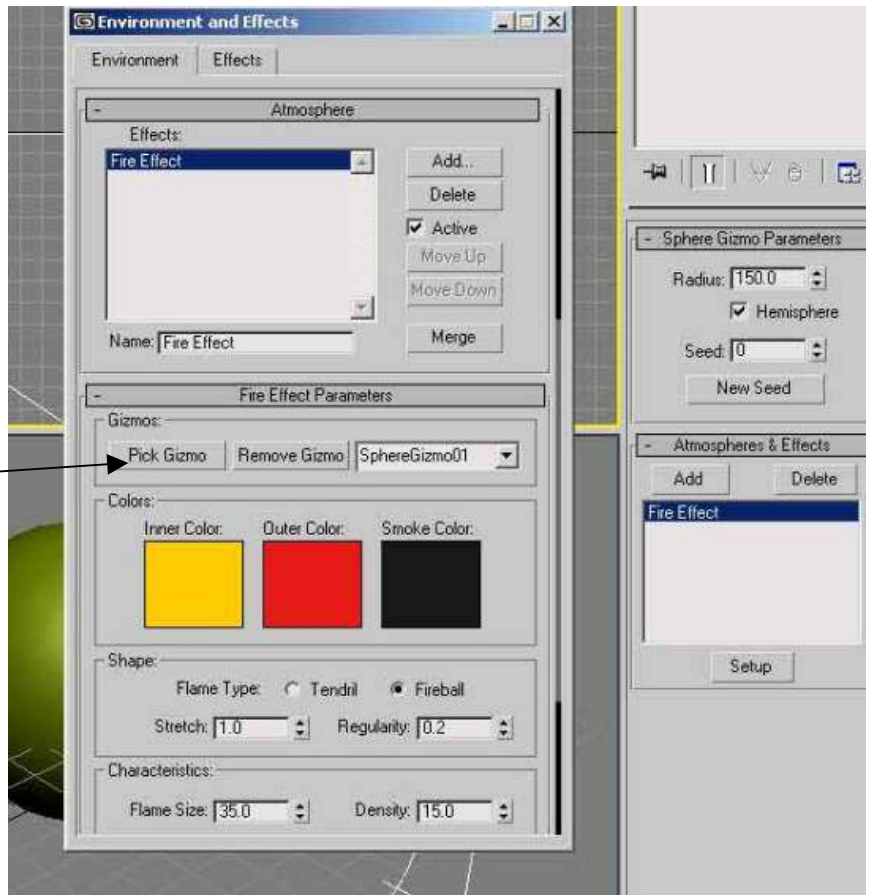 Environment and Effects
Environment Effects
- Atmosphere
Effects:
Fire Effect
Add...
Delete
Active
Move Up
Move Down
Name: Fire Effect
Merge
- Fire Effect Parameters
Gizmos:
Pick Gizmo Remove Gizmo SphereGizmo01
Colors:
Inner Color: Outer Color: Smoke Color:
Shape:
Flame Type: Tendril Fireball
Stretch: 1.0 Regularity: 0.2
Characteristics:
Flame Size: 35.0 Density: 15.0
- Sphere Gizmo Parameters
Radius: 150.0
Hemisphere
Seed: 0
New Seed
- Atmospheres & Effects
Add Delete
Fire Effect
Setup